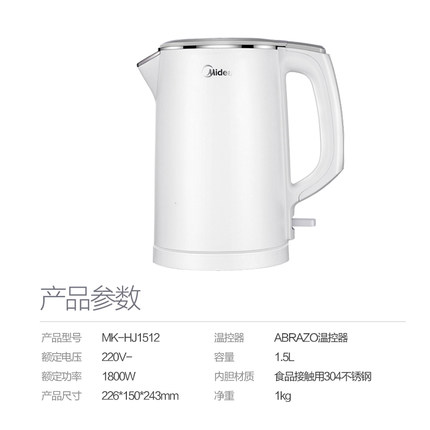 Midea
产品参数
产品型号 MK-HJ1512 温控器 ABRAZO温控器
额定电压 220V~ 容量 1.5L
额定功率 1800W 内胆材质 食品接触用304不锈钢
产品尺寸 226*150*243mm 净重 1kg